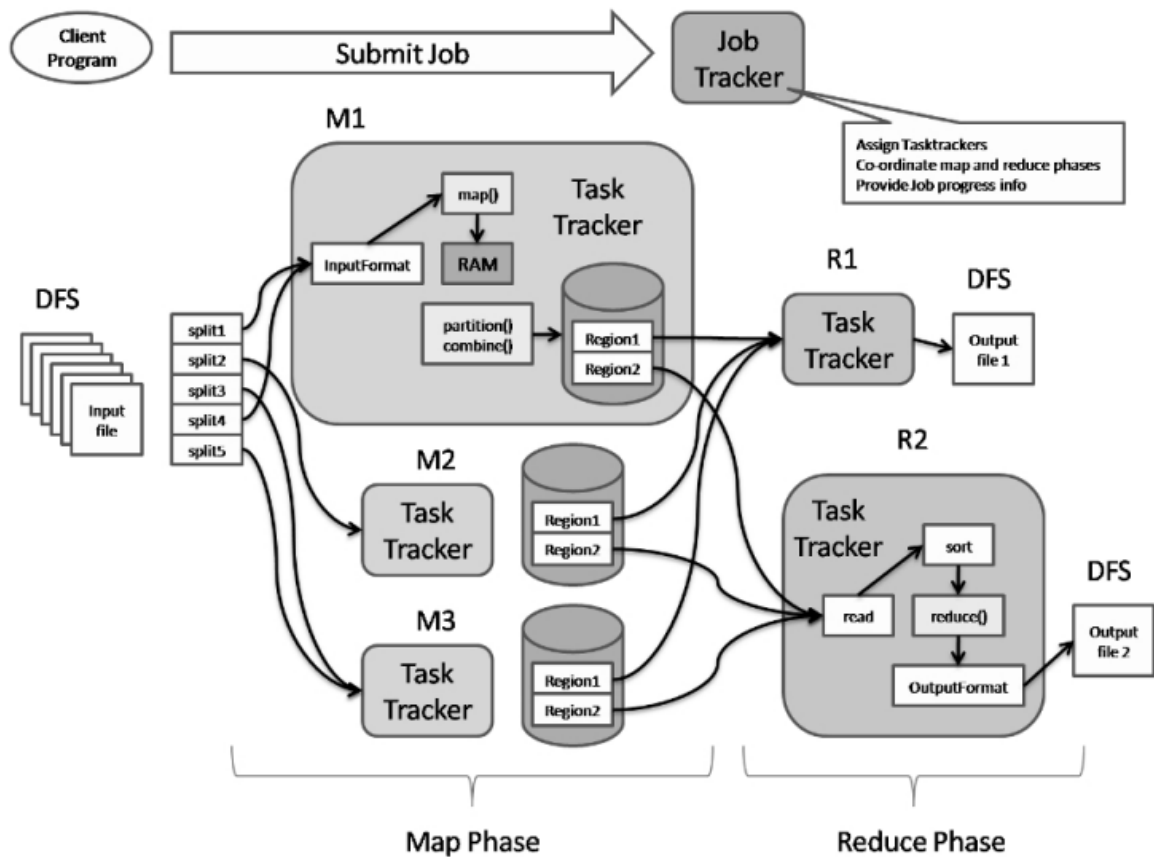 Client
Program
Submit Job
Job
Tracker
Assign Tasktrackers
Co-ordinate map and reduce phases
Provide Job progress info
M1
map()
Task
Tracker
InputFormat
RAM
partition()
combine()
Region1
Region2
DFS
Input
file
split1
split2
split3
split4
split5
M2
Task
Tracker
Region1
Region2
M3
Task
Tracker
Region1
Region2
R1
Task
Tracker
DFS
Output
file 1
R2
Task
Tracker
sort
read
reduce()
OutputFormat
DFS
Output
file 2
Map Phase
Reduce Phase